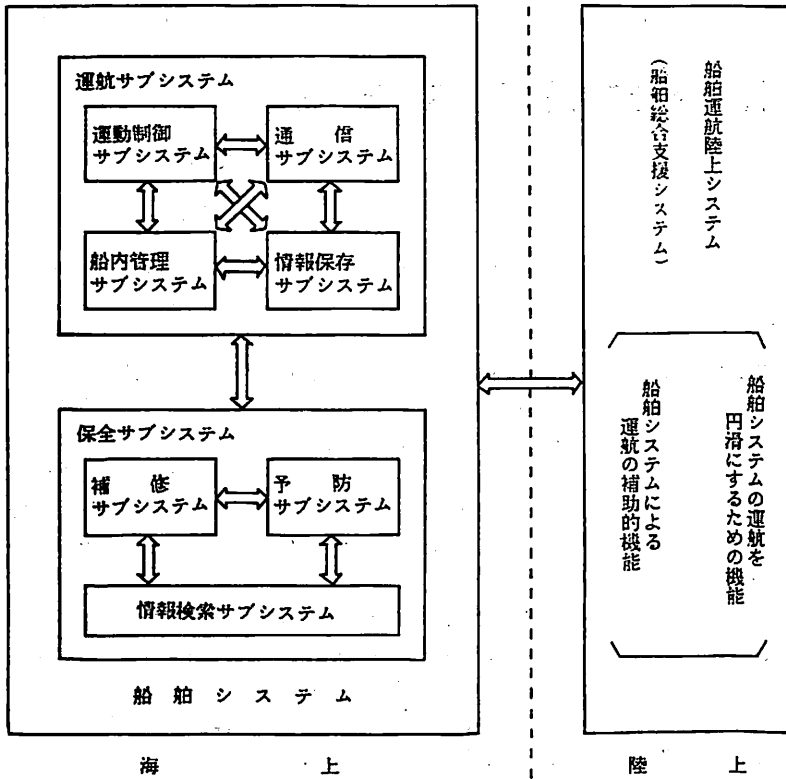 運航サブシステム
運動制御
サブシステム
通信
サブシステム
船内管理
サブシステム
情報保存
サブシステム
保全サブシステム
補修
サブシステム
予防
サブシステム
情報検索サブシステム
船舶システム
海上
船舶運航陸上システム
(船舶総合支援システム)
船舶システムの運航を
円滑にするための機能
船舶システムによる
運航の補助的機能
陸上